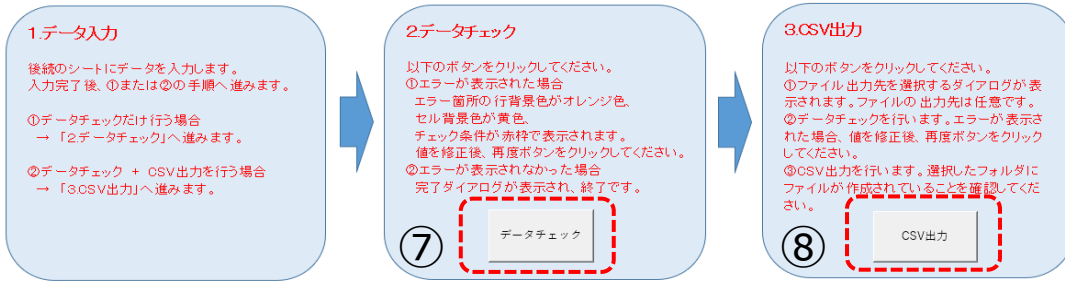 1.データ入力
後続のシートにデータを入力します。
入力完了後、①または②の手順へ進みます。
①データチェックだけ行う場合
→ 「2.データチェック」へ進みます。
②データチェック + CSV出力を行う場合
→ 「3.CSV出力」へ進みます。
2.データチェック
以下のボタンをクリックしてください。
①エラーが表示された場合
エラー箇所の行背景色がオレンジ色、
セル背景色が黄色、
チェック条件が赤枠で表示されます。
値を修正後、再度ボタンをクリックしてください。
②エラーが表示されなかった場合
完了ダイアログが表示され、終了です。
⑦
データチェック
3.CSV出力
以下のボタンをクリックしてください。
①ファイル出力先を選択するダイアログが表
示されます。ファイルの出力先は任意です。
②データチェックを行います。エラーが表示さ
れた場合、値を修正後、再度ボタンをクリック
してください。
③CSV出力を行います。選択したフォルダに
ファイルが作成されていることを確認してくだ
さい。
⑧
CSV出力